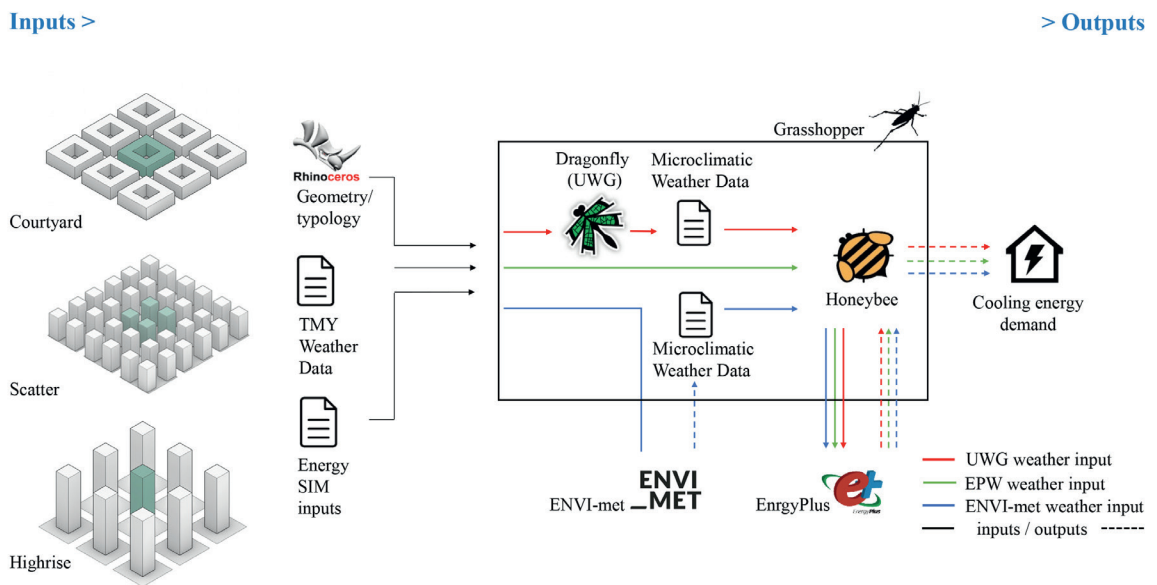 Inputs >
> Outputs
Courtyard
Scatter
Highrise
Rhinoceros
Geometry/
typology
TMY
Weather
Data
Energy
SIM
inputs
Grasshopper
Dragonfly
(UWG)
Microclimatic
Weather Data
Honeybee
Microclimatic
Weather Data
Cooling energy
demand
ENVI-met
ENVI
_MET
EnrgyPlus
e+
EnergyPlus
UWG weather input
EPW weather input
ENVI-met weather input
inputs / outputs